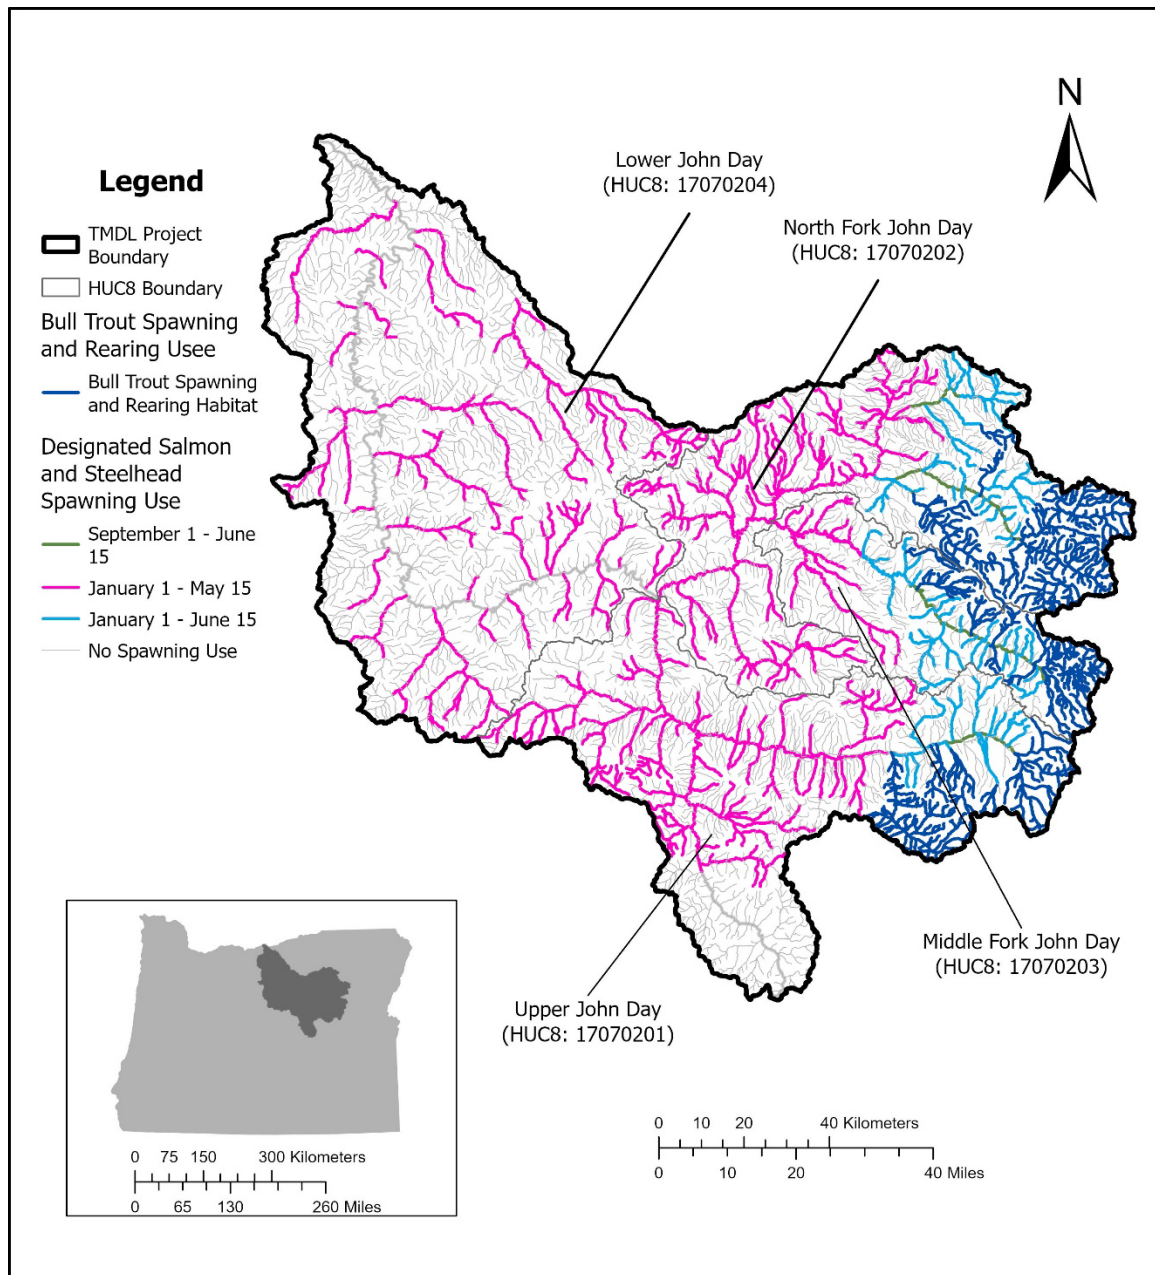 N
Lower John Day
(HUC8: 17070204)
North Fork John Day
(HUC8: 17070202)
Legend
TMDL Project
Boundary
HUC8 Boundary
Bull Trout Spawning
and Rearing Usee
Bull Trout Spawning
and Rearing Habitat
Designated Salmon
and Steelhead
Spawning Use
September 1 - June
15
January 1 - May 15
January 1 - June 15
No Spawning Use
Middle Fork John Day
(HUC8: 17070203)
Upper John Day
(HUC8: 17070201)
0 10 20 40 Kilometers
0 10 20 40 Miles
0 75 150 300 Kilometers
0 65 130 260 Miles